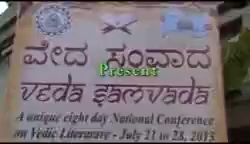 ವೇದ ಸಂವಾದ
Present
VEDA SAMVADA
A unique eight day National Conference
on Vedic Literature - July 21 to 28, 2013